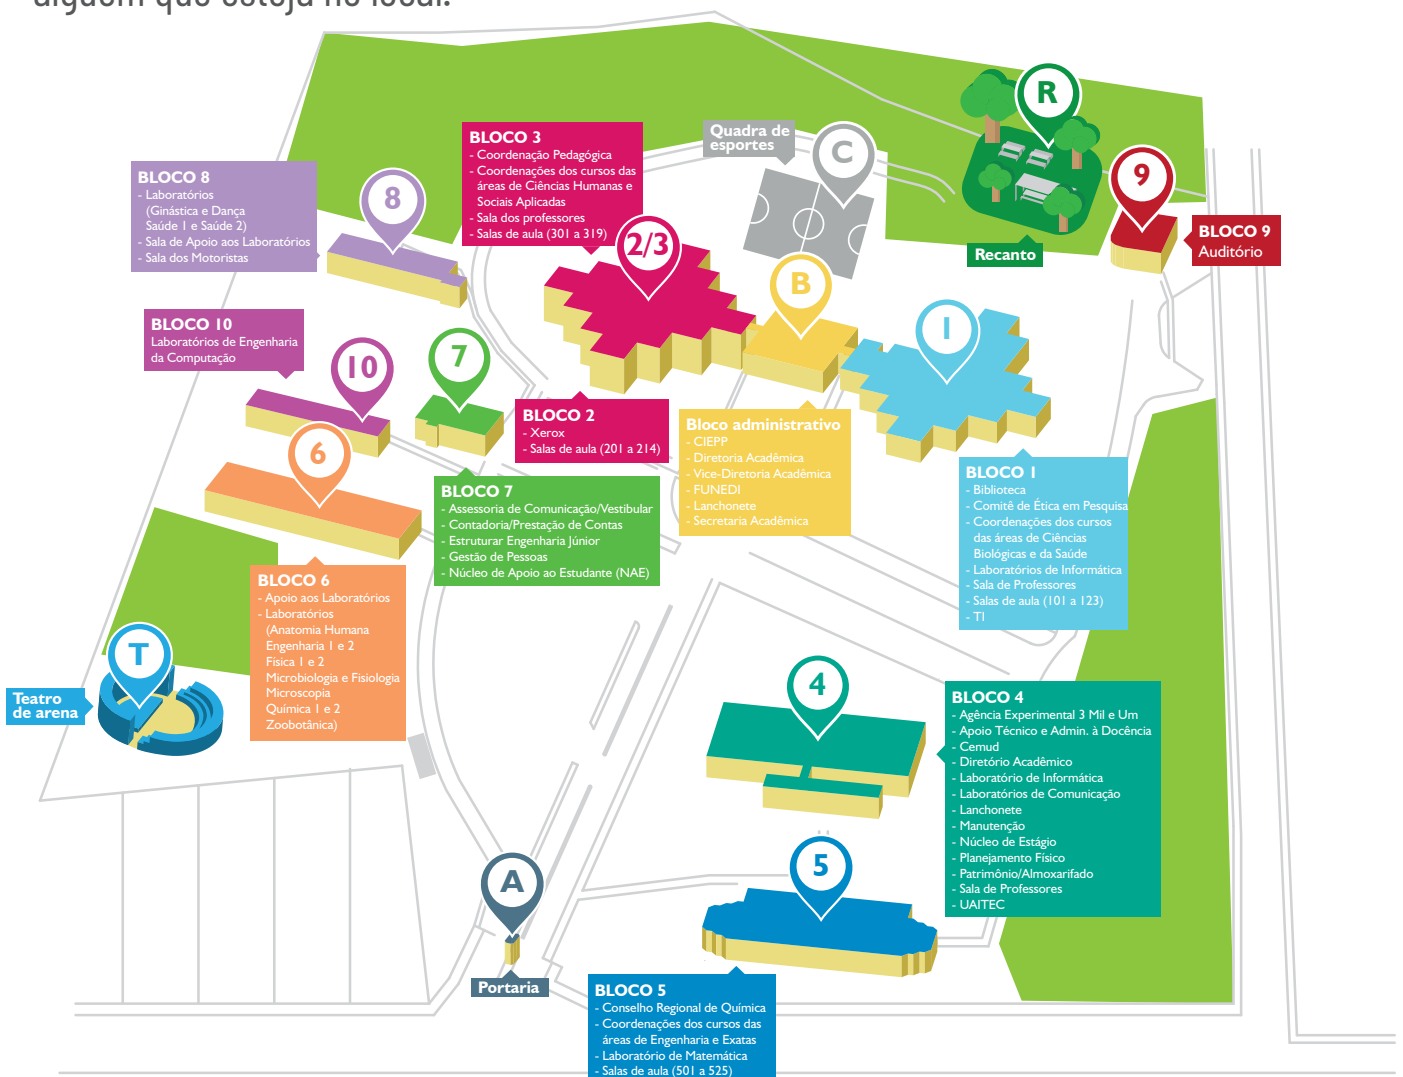 alguém que esteja no local.
BLOCO 8
- Laboratórios
(Ginástica e Dança
Saúde 1 e Saúde 2)
- Sala de Apoio aos Laboratórios
- Sala dos Motoristas
8
BLOCO 3
- Coordenação Pedagógica
- Coordenações dos cursos das
áreas de Ciências Humanas e
Sociais Aplicadas
- Sala dos professores
- Salas de aula (301 a 319)
2/3
Quadra de
esportes
C
R
Recanto
9
BLOCO 9
Auditório
B
1
BLOCO 10
Laboratórios de Engenharia
da Computação
10
7
6
BLOCO 2
- Xerox
- Salas de aula (201 a 214)
Bloco administrativo
- CIEPP
- Diretoria Acadêmica
- Vice-Diretoria Acadêmica
- FUNEDI
- Lanchonete
- Secretaria Acadêmica
BLOCO 1
- Biblioteca
- Comitê de Ética em Pesquisa
- Coordenações dos cursos
das áreas de Ciências
Biológicas e da Saúde
- Laboratórios de Informática
- Sala de Professores
- Salas de aula (101 a 123)
- TI
BLOCO 7
- Assessoria de Comunicação/Vestibular
- Contadoria/Prestação de Contas
- Estruturar Engenharia Júnior
- Gestão de Pessoas
- Núcleo de Apoio ao Estudante (NAE)
BLOCO 6
- Apoio aos Laboratórios
- Laboratórios
(Anatomia Humana
Engenharia 1 e 2
Física 1 e 2
Microbiologia e Fisiologia
Microscopia
Química 1 e 2
Zoobotânica)
T
Teatro
de arena
4
BLOCO 4
- Agência Experimental 3 Mil e Um
- Apoio Técnico e Admin. à Docência
- Cemud
- Diretório Acadêmico
- Laboratório de Informática
- Laboratórios de Comunicação
- Lanchonete
- Manutenção
- Núcleo de Estágio
- Planejamento Físico
- Patrimônio/Almoxarifado
- Sala de Professores
- UAITEC
5
A
Portaria
BLOCO 5
- Conselho Regional de Química
- Coordenações dos cursos das
áreas de Engenharia e Exatas
- Laboratório de Matemática
- Salas de aula (501 a 525)